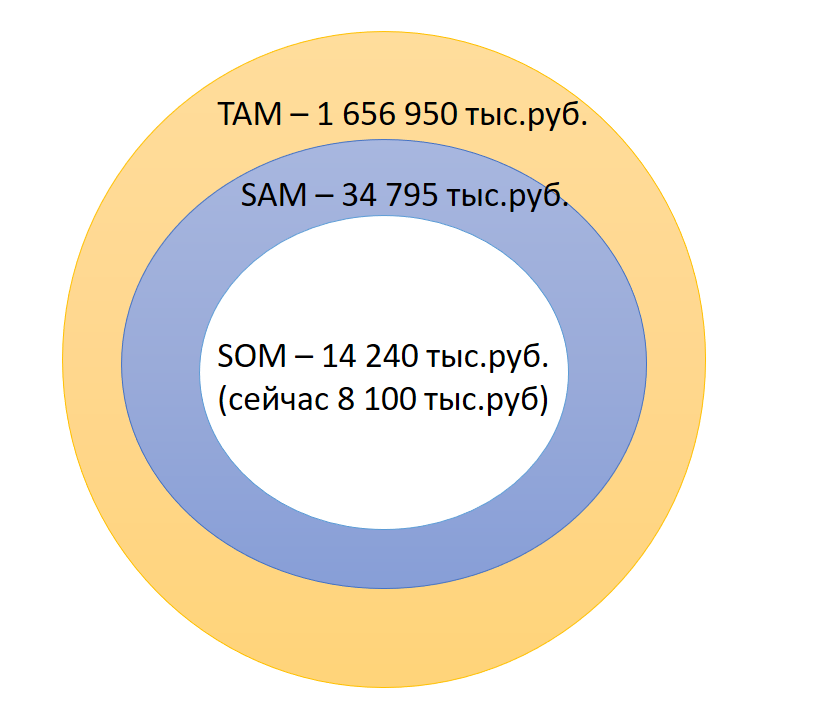 TAM – 1 656 950 тыс.руб.
SAM – 34 795 тыс.руб.
SOM – 14 240 тыс.руб.
(сейчас 8 100 тыс.руб)